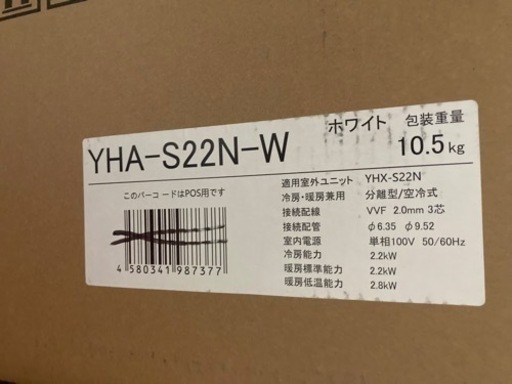 YHA-S22N-W
ホワイト 包装重量
10.5kg
このバーコードはPOS用です
4 580341 987377
適用室外ユニット YHX-S22N
冷房・暖房兼用 分離型/空冷式
接続配線 VVF 2.0mm 3芯
接続配管 φ6.35 φ9.52
室内電源 単相100V 50/60Hz
冷房能力 2.2kW
暖房標準能力 2.2kW
暖房低温能力 2.8kW